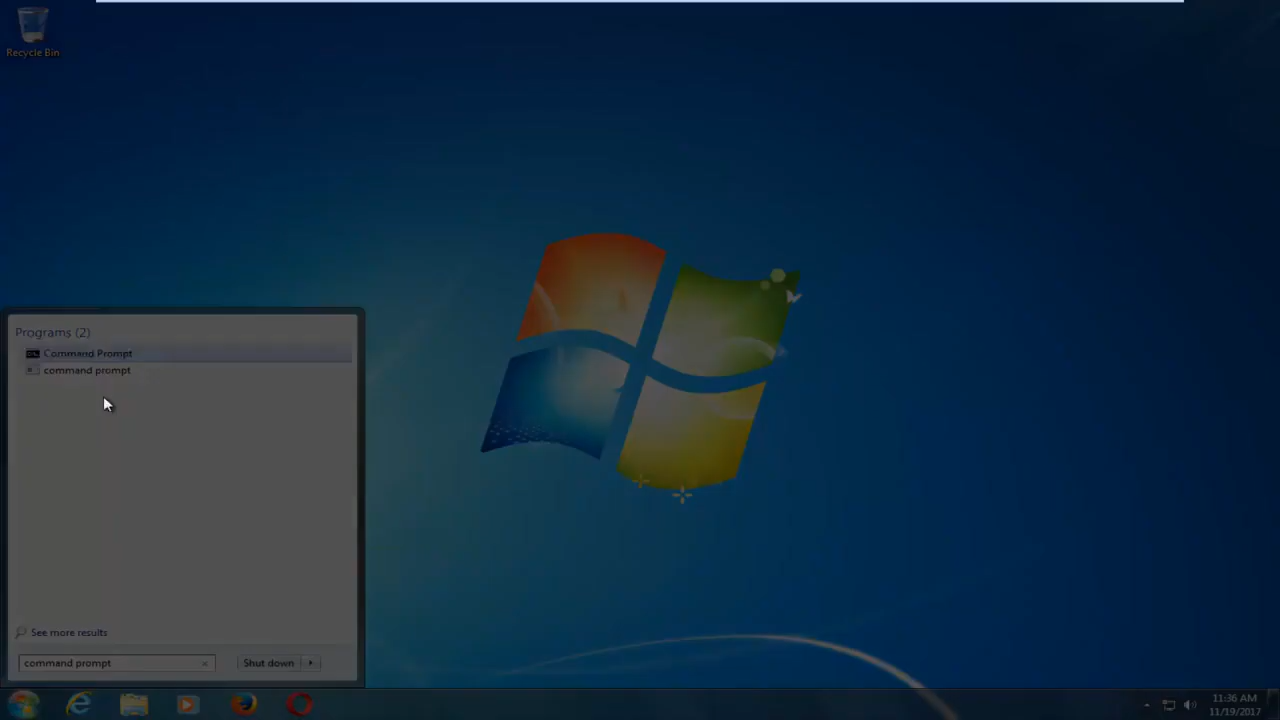 Recycle Bin
Programs (2)
Command Prompt
command prompt
See more results
command prompt
Shut down
11:36 AM
11/19/2017